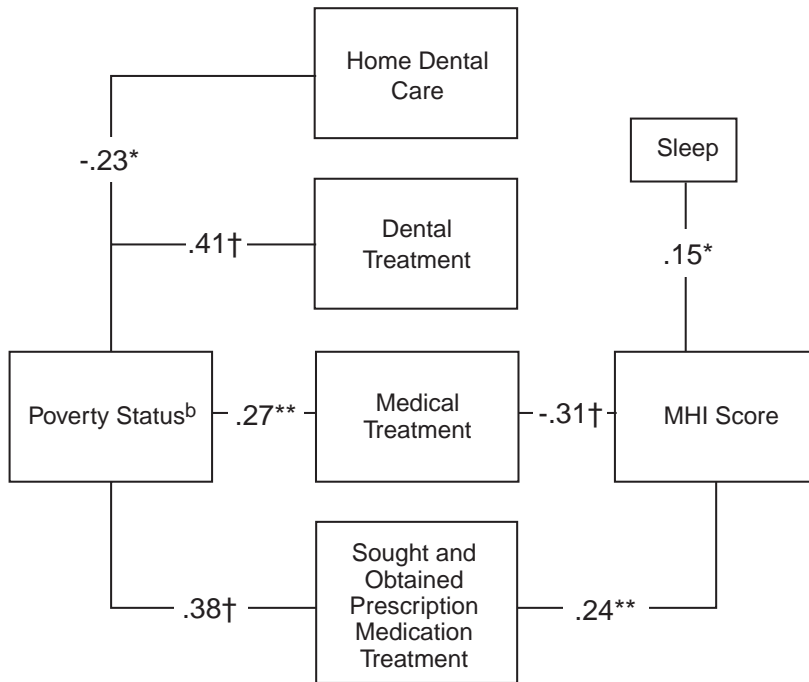 Home Dental
Care
-.23*
Sleep
.41†
Dental
Treatment
.15*
Poverty Statusᵇ
.27**
Medical
Treatment
-.31†
MHI Score
.38†
Sought and
Obtained
Prescription
Medication
Treatment
.24**